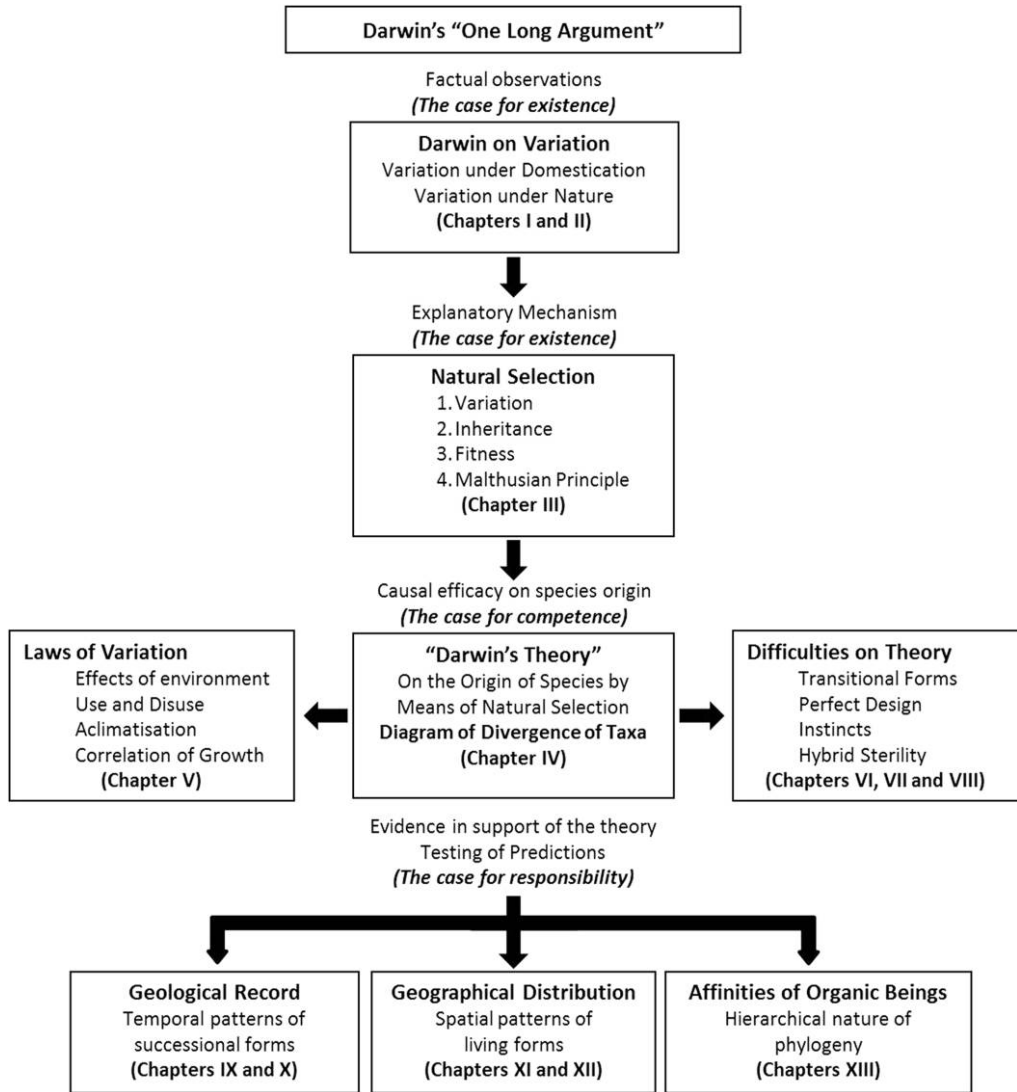 Darwin's "One Long Argument"
Factual observations
(The case for existence)
Darwin on Variation
Variation under Domestication
Variation under Nature
(Chapters I and II)
Explanatory Mechanism
(The case for existence)
Natural Selection
1. Variation
2. Inheritance
3. Fitness
4. Malthusian Principle
(Chapter III)
Causal efficacy on species origin
(The case for competence)
Laws of Variation
Effects of environment
Use and Disuse
Aclimatisation
Correlation of Growth
(Chapter V)
"Darwin's Theory"
On the Origin of Species by
Means of Natural Selection
Diagram of Divergence of Taxa
(Chapter IV)
Difficulties on Theory
Transitional Forms
Perfect Design
Instincts
Hybrid Sterility
(Chapters VI, VII and VIII)
Evidence in support of the theory
Testing of Predictions
(The case for responsibility)
Geological Record
Temporal patterns of
successional forms
(Chapters IX and X)
Geographical Distribution
Spatial patterns of
living forms
(Chapters XI and XII)
Affinities of Organic Beings
Hierarchical nature of
phylogeny
(Chapters XIII)